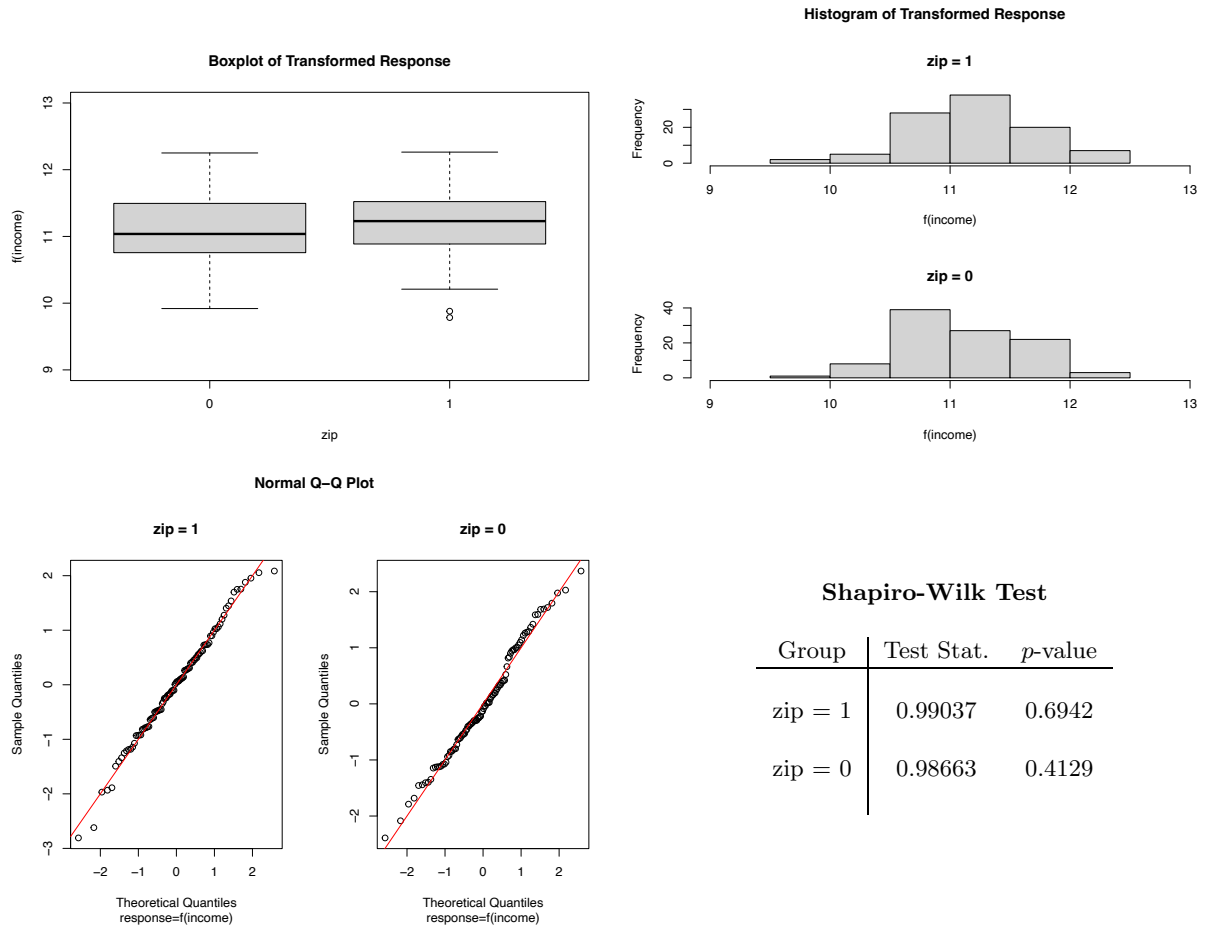 Boxplot of Transformed Response
13
12
11
10
9
f(income)
0 1
zip
Histogram of Transformed Response
zip = 1
Frequency
20
0
9 10 11 12 13
f(income)
zip = 0
Frequency
40
20
0
9 10 11 12 13
f(income)
Normal Q−Q Plot
zip = 1
Sample Quantiles
2
1
0
−1
−2
−3
−2 −1 0 1 2
Theoretical Quantiles
response=f(income)
zip = 0
Sample Quantiles
2
1
0
−1
−2
−2 −1 0 1 2
Theoretical Quantiles
response=f(income)
Shapiro-Wilk Test
Group Test Stat. p-value
zip = 1 0.99037 0.6942
zip = 0 0.98663 0.4129